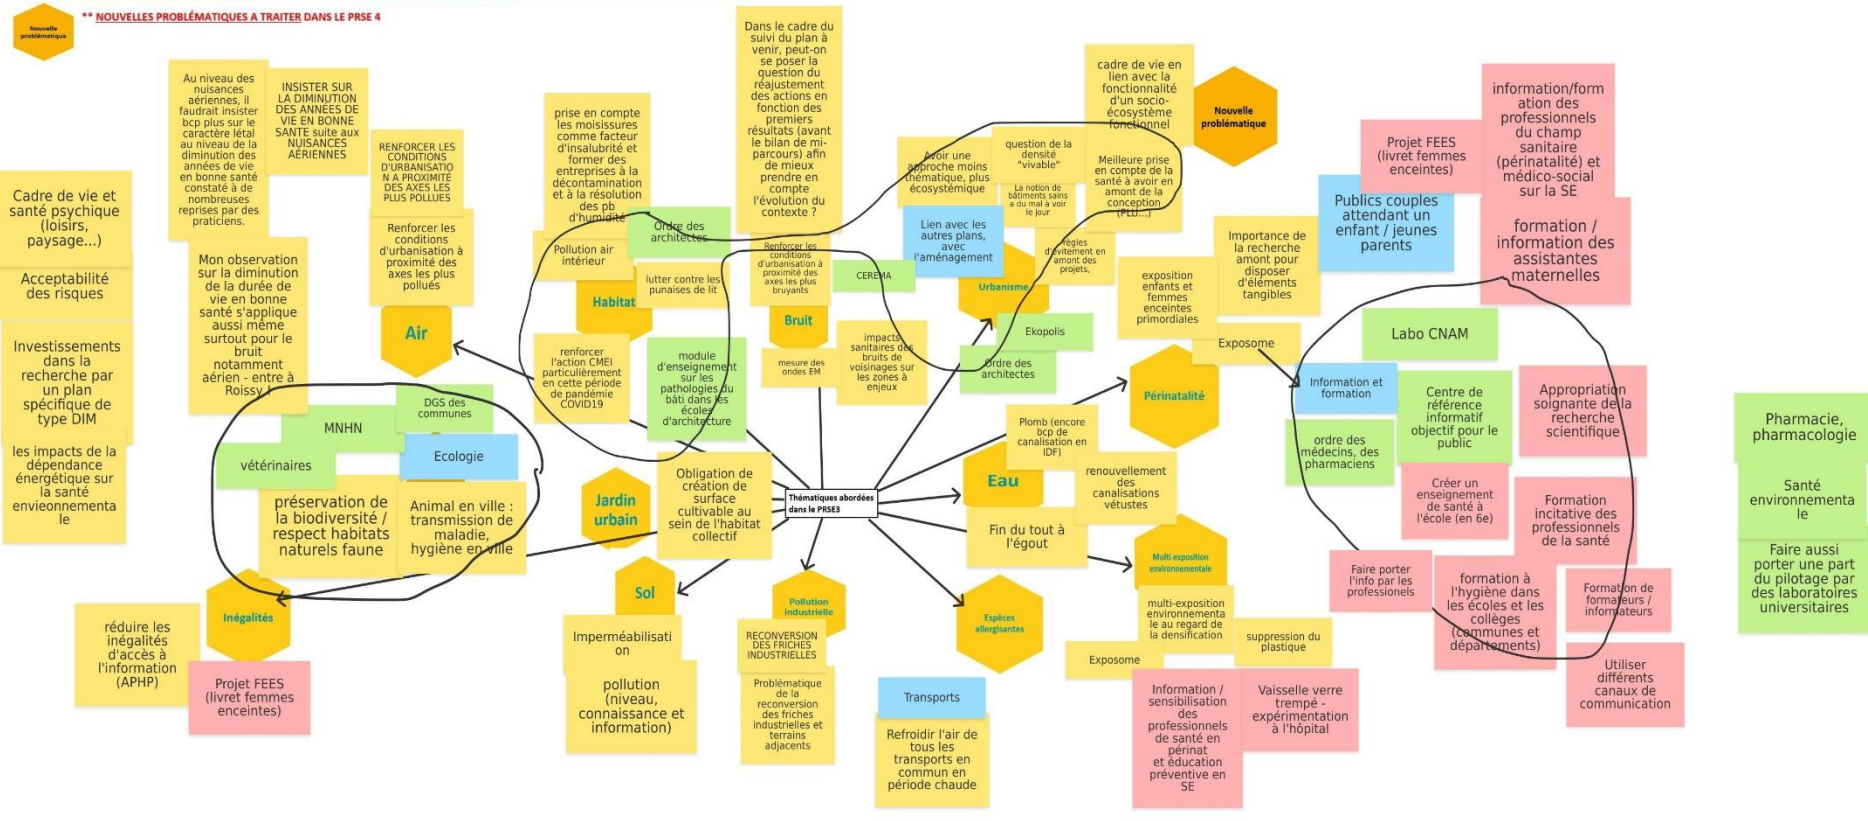 ** NOUVELLES PROBLÉMATIQUES A TRAITER DANS LE PRSE 4
Nouvelle
problématique
Cadre de vie et
santé psychique
(loisirs,
paysage...)
Acceptabilité
des risques
Investissements
dans la
recherche par
un plan
spécifique de
type DIM
les impacts de la
dépendance
énergétique sur
la santé
envieonnementa
le
Au niveau des
nuisances
aériennes, il
faudrait insister
bcp plus sur le
caractère létal
au niveau de la
diminution des
années de vie
en bonne santé
constaté à de
nombreuses
reprises par des
praticiens.
INSISTER SUR
LA DIMINUTION
DES ANNÉES DE
VIE EN BONNE
SANTE suite aux
NUISANCES
AÉRIENNES
RENFORCER LES
CONDITIONS
D'URBANISATIO
N A PROXIMITÉ
DES AXES LES
PLUS POLLUES
Renforcer les
conditions
d'urbanisation à
proximité des
axes les plus
pollués
Mon observation
sur la diminution
de la durée de
vie en bonne
santé s'applique
aussi même
surtout pour le
bruit
notamment
aérien - entre à
Roissy !
Air
MNHN
DGS des
communes
vétérinaires
Ecologie
préservation de
la biodiversité /
respect habitats
naturels faune
Animal en ville :
transmission de
maladie,
hygiène en ville
Inégalités
réduire les
inégalités
d'accès à
l'information
(APHP)
Projet FEES
(livret femmes
enceintes)
prise en compte
les moisissures
comme facteur
d'insalubrité et
former des
entreprises à la
décontamination
et à la résolution
des pb
d'humidité
Ordre des
architectes
Pollution air
intérieur
lutter contre les
punaises de lit
Habitat
renforcer
l'action CMEI
particulièrement
en cette période
de pandémie
COVID19
module
d'enseignement
sur les
pathologies du
bâti dans les
écoles
d'architecture
Dans le cadre du
suivi du plan à
venir, peut-on
se poser la
question du
réajustement
des actions en
fonction des
premiers
résultats (avant
le bilan de mi-
parcours) afin
de mieux
prendre en
compte
l'évolution du
contexte ?
Renforcer les
conditions
d'urbanisation à
proximité des
axes les plus
bruyants
CEREMA
Bruit
mesure des
ondes EM
impacts
sanitaires des
bruits de
voisinages sur
les zones à
enjeux
Avoir une
approche moins
thématique, plus
écosystémique
question de la
densité
"vivable"
La notion de
bâtiments sains
a du mal à voir
le jour
cadre de vie en
lien avec la
fonctionnalité
d'un socio-
écosystème
fonctionnel
Meilleure prise
en compte de la
santé à avoir en
amont de la
conception
(PLU...)
Nouvelle
problématique
Lien avec les
autres plans,
avec
l'aménagement
règles
d'évitement en
amont des
projets,
Urbanisme
Ekopolis
Ordre des
architectes
exposition
enfants et
femmes
enceintes
primordiales
Importance de
la recherche
amont pour
disposer
d'éléments
tangibles
Exposome
Périnatalité
Publics couples
attendant un
enfant / jeunes
parents
Projet FEES
(livret femmes
enceintes)
information/form
ation des
professionnels
du champ
sanitaire
(périnatalité) et
médico-social
sur la SE
formation /
information des
assistantes
maternelles
Labo CNAM
Information et
formation
Centre de
référence
informatif
objectif pour le
public
Appropriation
soignante de la
recherche
scientifique
ordre des
médecins, des
pharmaciens
Créer un
enseignement
de santé à
l'école (en 6e)
Formation
incitative des
professionnels
de la santé
Faire porter
l'info par les
professionels
formation à
l'hygiène dans
les écoles et les
collèges
(communes et
départements)
Formation de
formateurs /
informateurs
Utiliser
différents
canaux de
communication
Pharmacie,
pharmacologie
Santé
environnementa
le
Faire aussi
porter une part
du pilotage par
des laboratoires
universitaires
Jardin
urbain
Obligation de
création de
surface
cultivable au
sein de l'habitat
collectif
Thématiques abordées
dans le PRSE3
Eau
Plomb (encore
bcp de
canalisation en
IDF)
renouvellement
des
canalisations
vétustes
Fin du tout à
l'égout
Multi-exposition
environnementale
multi-exposition
environnementa
le au regard de
la densification
suppression du
plastique
Exposome
Information /
sensibilisation
des
professionnels
de santé en
périnat
et éducation
préventive en
SE
Vaisselle verre
trempé -
expérimentation
à l'hôpital
Sol
Imperméabilisati
on
pollution
(niveau,
connaissance et
information)
Pollution
industrielle
RECONVERSION
DES FRICHES
INDUSTRIELLES
Problématique
de la
reconversion
des friches
industrielles et
terrains
adjacents
Espèces
allergisantes
Transports
Refroidir l'air de
tous les
transports en
commun en
période chaude